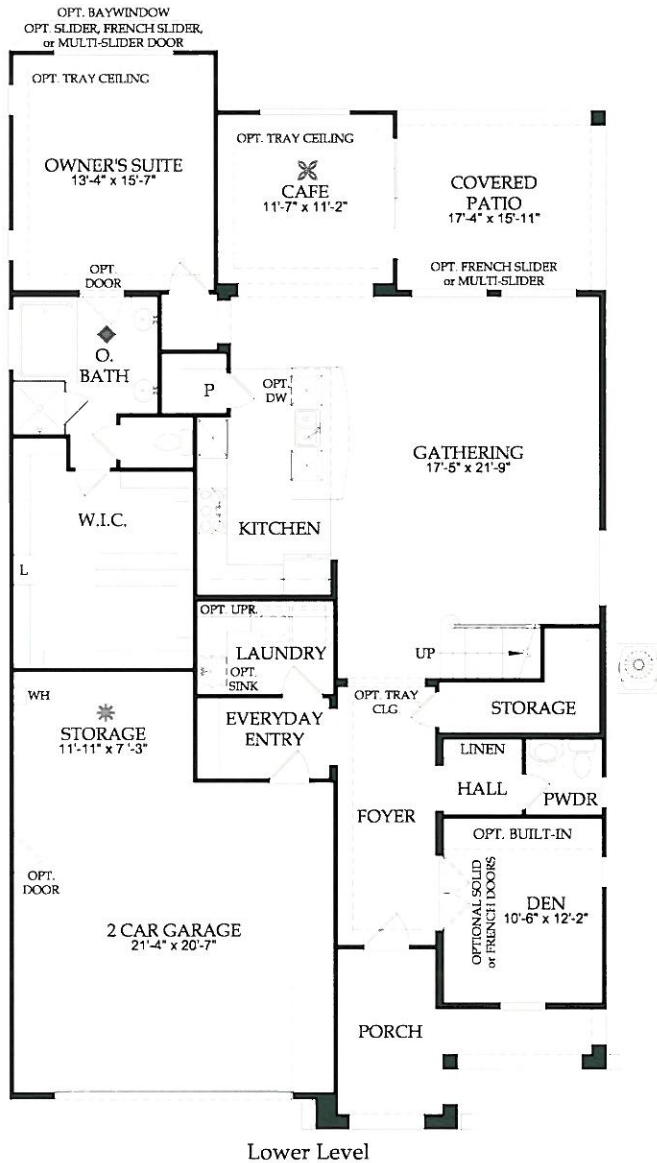 OPT. BAYWINDOW
OPT. SLIDER, FRENCH SLIDER,
or MULTI-SLIDER DOOR
OPT. TRAY CEILING
OWNER'S SUITE
13'-4" x 15'-7"
OPT. TRAY CEILING
CAFE
11'-7" x 11'-2"
COVERED
PATIO
17'-4" x 15'-11"
OPT.
DOOR
OPT. FRENCH SLIDER
or MULTI-SLIDER
O.
BATH
P
OPT.
DW
GATHERING
17'-5" x 21'-9"
W.I.C.
KITCHEN
L
OPT. UPR.
LAUNDRY
OPT.
SINK
UP
WH
STORAGE
11'-11" x 7 '-3"
EVERYDAY
ENTRY
OPT. TRAY
CLG
STORAGE
LINEN
HALL
PWDR
FOYER
OPT. BUILT-IN
OPT.
DOOR
OPTIONAL SOLID
or FRENCH DOORS
DEN
10'-6" x 12'-2"
2 CAR GARAGE
21'-4" x 20'-7"
PORCH
Lower Level